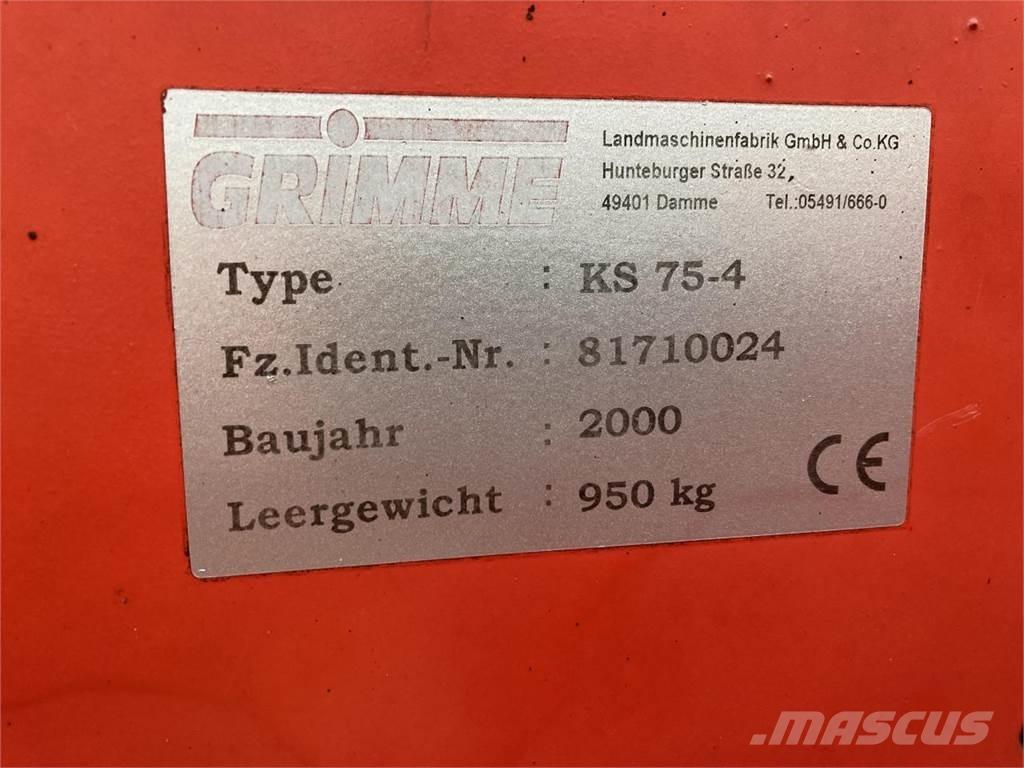 GRIMME
Landmaschinenfabrik GmbH & Co.KG
Hunteburger Straße 32,
49401 Damme Tel.:05491/666-0
Type : KS 75-4
Fz.Ident.-Nr. : 81710024
Baujahr : 2000
Leergewicht : 950 kg
CE
MASCUS